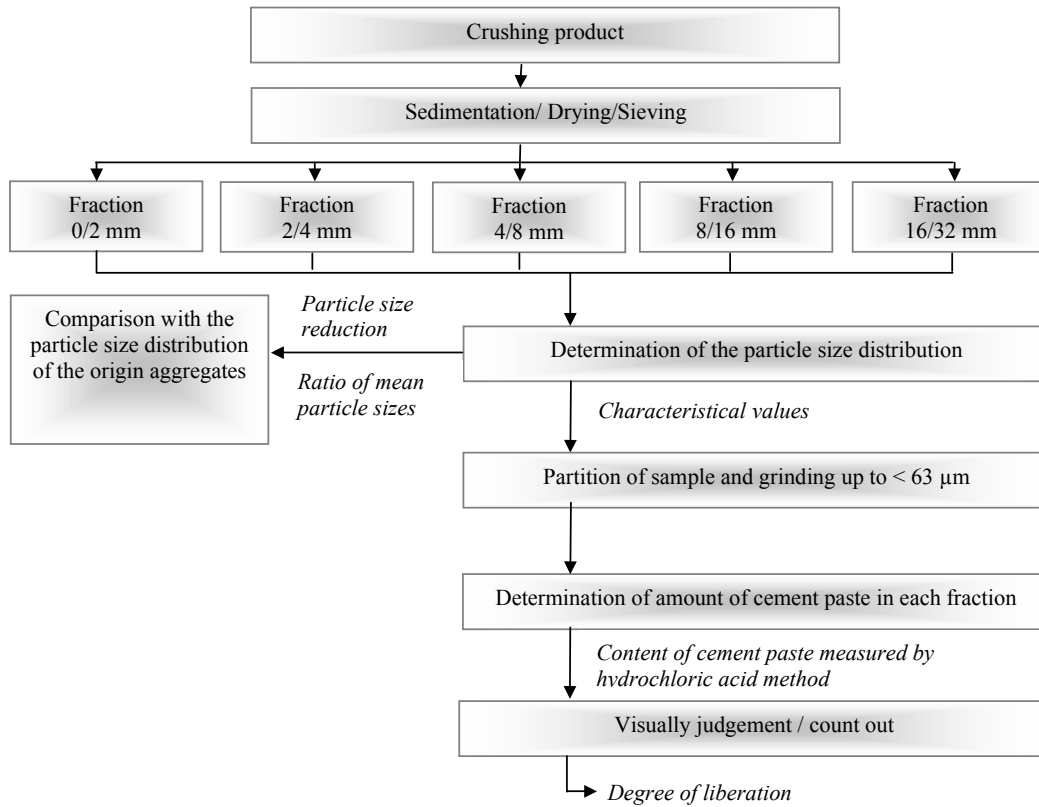 Crushing product
Sedimentation/ Drying/Sieving
Fraction
0/2 mm
Fraction
2/4 mm
Fraction
4/8 mm
Fraction
8/16 mm
Fraction
16/32 mm
Comparison with the
particle size distribution
of the origin aggregates
Particle size
reduction
Ratio of mean
particle sizes
Determination of the particle size distribution
Characteristical values
Partition of sample and grinding up to < 63 µm
Determination of amount of cement paste in each fraction
Content of cement paste measured by
hydrochloric acid method
Visually judgement / count out
Degree of liberation